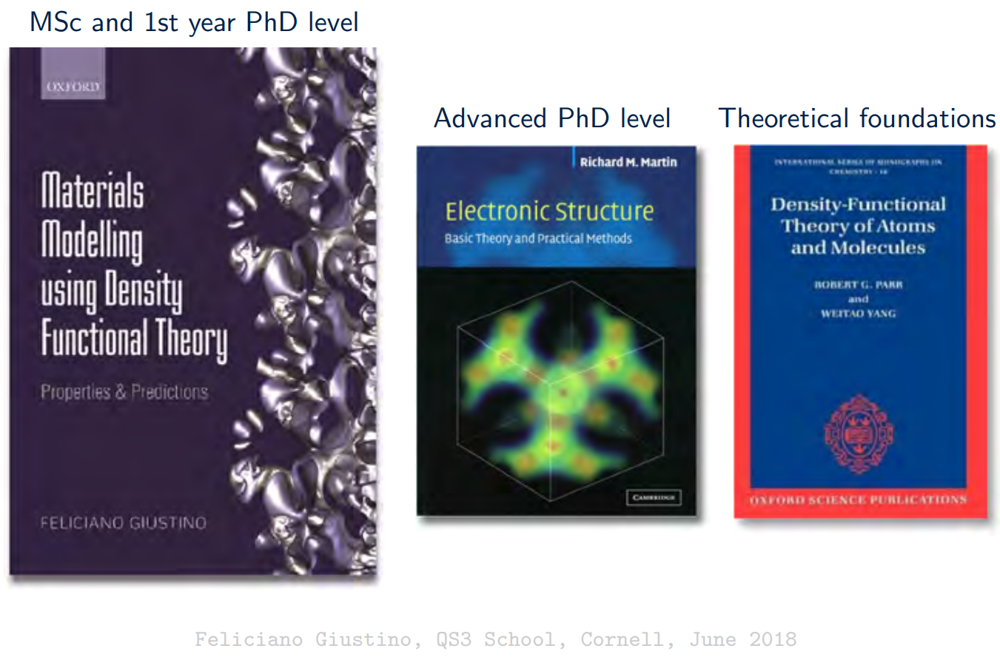 MSc and 1st year PhD level
OXFORD
Materials
Modelling
using Density
Functional Theory
Properties & Predictions
FELICIANO GIUSTINO
Advanced PhD level
Richard M. Martin
Electronic Structure
Basic Theory and Practical Methods
CAMBRIDGE
Theoretical foundations
INTERNATIONAL SERIES OF MONOGRAPHS ON
CHEMISTRY · 16
Density-Functional
Theory of Atoms
and Molecules
ROBERT G. PARR
and
WEITAO YANG
OXFORD SCIENCE PUBLICATIONS
Feliciano Giustino, QS3 School, Cornell, June 2018